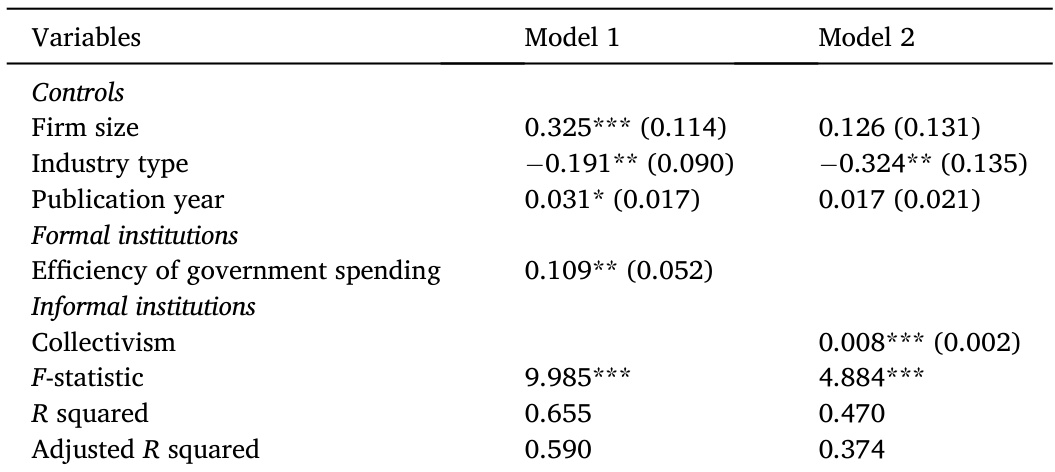 Variables Model 1 Model 2
Controls
Firm size 0.325*** (0.114) 0.126 (0.131)
Industry type −0.191** (0.090) −0.324** (0.135)
Publication year 0.031* (0.017) 0.017 (0.021)
Formal institutions
Efficiency of government spending 0.109** (0.052)
Informal institutions
Collectivism 0.008*** (0.002)
F-statistic 9.985*** 4.884***
R squared 0.655 0.470
Adjusted R squared 0.590 0.374